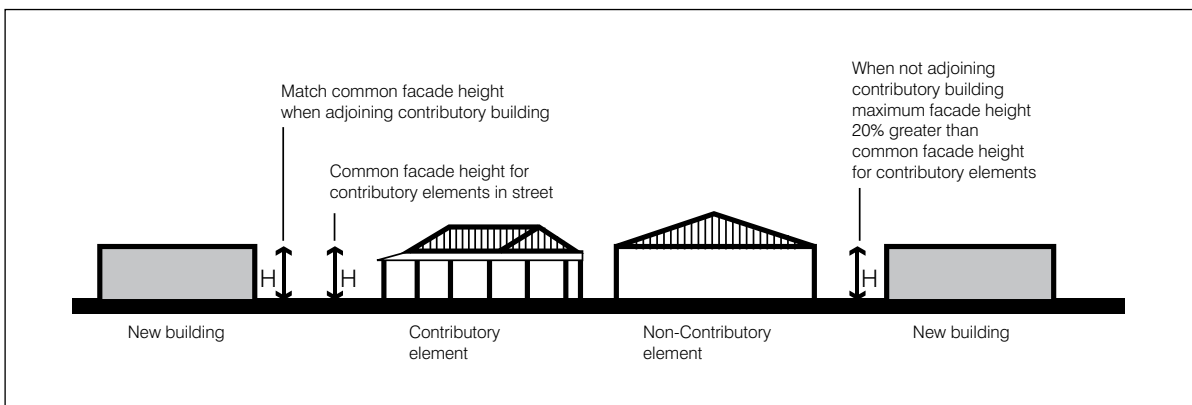 Match common facade height
when adjoining contributory building
Common facade height for
contributory elements in street
When not adjoining
contributory building
maximum facade height
20% greater than
common facade height
for contributory elements
H
H
H
New building
Contributory
element
Non-Contributory
element
New building